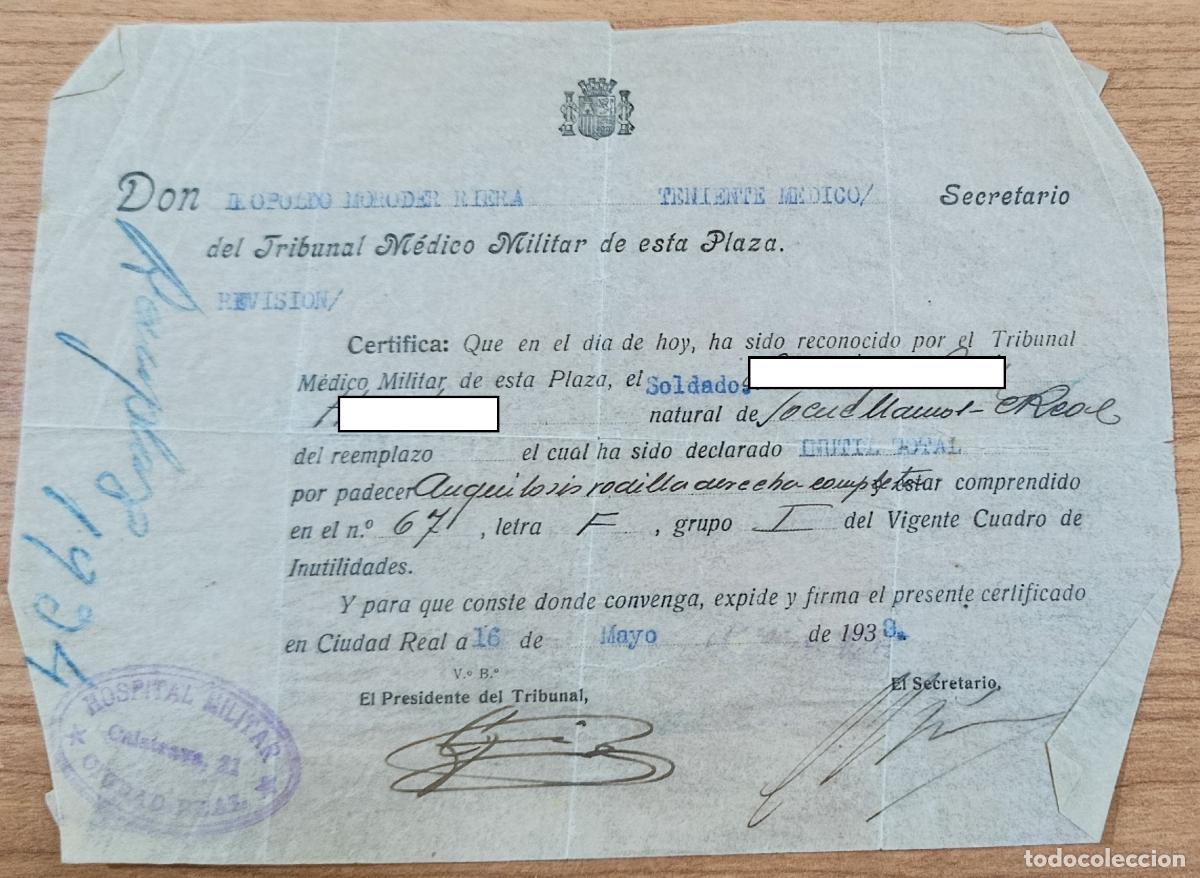 Don LEOPOLDO MORODER RIERA TENIENTE MEDICO/ Secretario
del Tribunal Médico Militar de esta Plaza.
REVISION/
Certifica: Que en el día de hoy, ha sido reconocido por el Tribunal
Médico Militar, de esta Plaza, el Soldado,
natural de Socuellamos - C Real
del reemplazo el cual ha sido declarado INUTIL TOTAL
por padecer Anquilosis rodilla derecha completa estar comprendido
en el n.º 67, letra F, grupo I del Vigente Cuadro de
Inutilidades.
Y para que conste donde convenga, expide y firma el presente certificado
en Ciudad Real a 16 de Mayo de 1938.
V.º B.º
El Presidente del Tribunal,
El Secretario,
Reemplazo
1934
HOSPITAL MILITAR
Calatrava, 21
CIUDAD REAL
todocoleccion